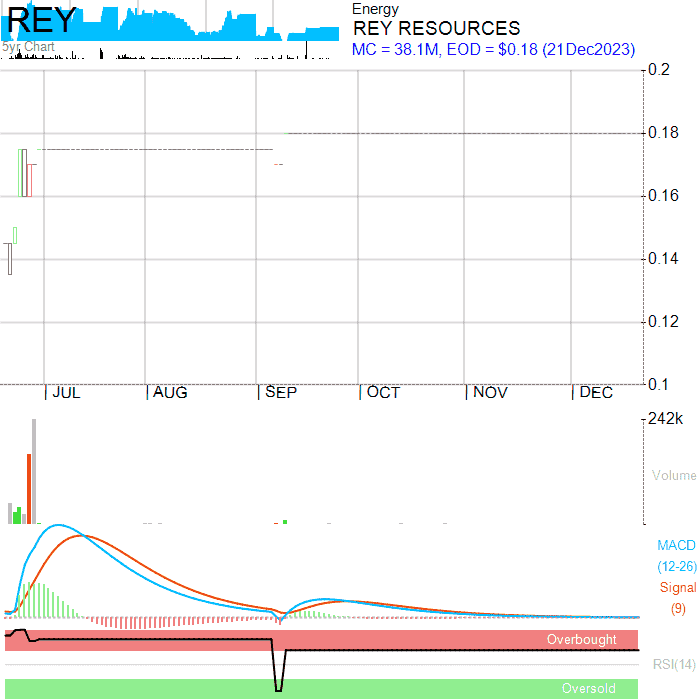 REY
5yr Chart
Energy
REY RESOURCES
MC = 38.1M, EOD = $0.18 (21Dec2023)
0.2
0.18
0.16
0.14
0.12
0.1
JUL AUG SEP OCT NOV DEC
242k
Volume
MACD
(12-26)
Signal
(9)
Overbought
RSI(14)
Oversold